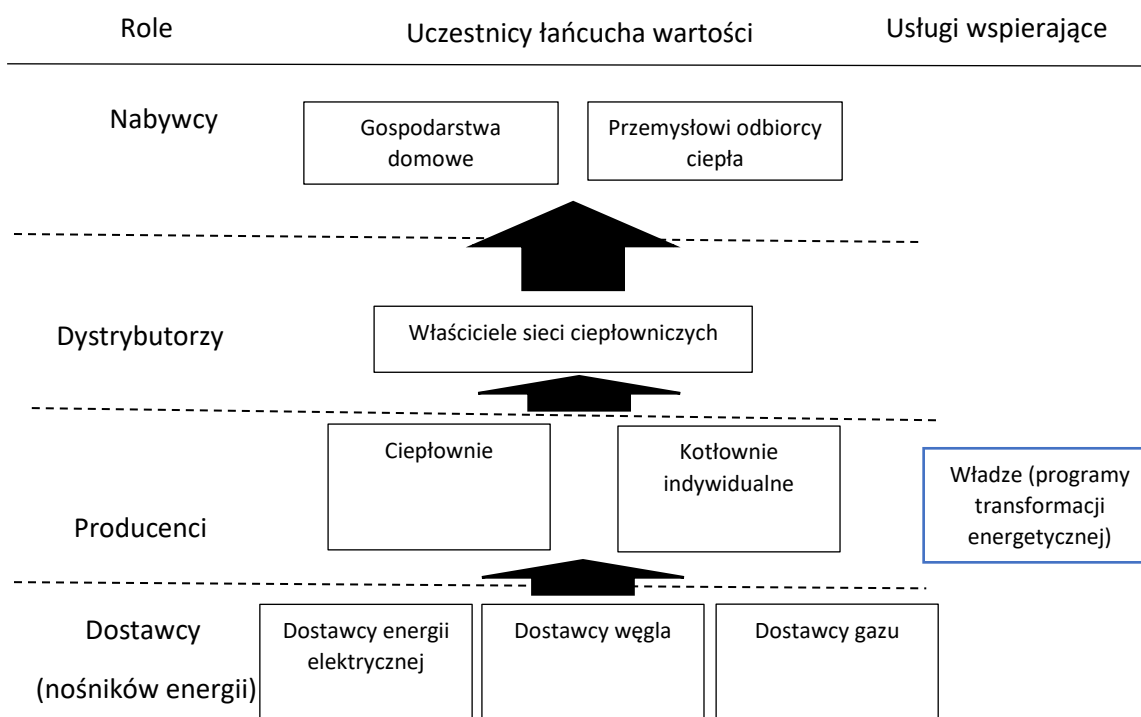 Role
Uczestnicy łańcucha wartości
Usługi wspierające
Nabywcy
Gospodarstwa
domowe
Przemysłowi odbiorcy
ciepła
Dystrybutorzy
Właściciele sieci ciepłowniczych
Producenci
Ciepłownie
Kotłownie
indywidualne
Władze (programy
transformacji
energetycznej)
Dostawcy
(nośników energii)
Dostawcy energii
elektrycznej
Dostawcy węgla
Dostawcy gazu